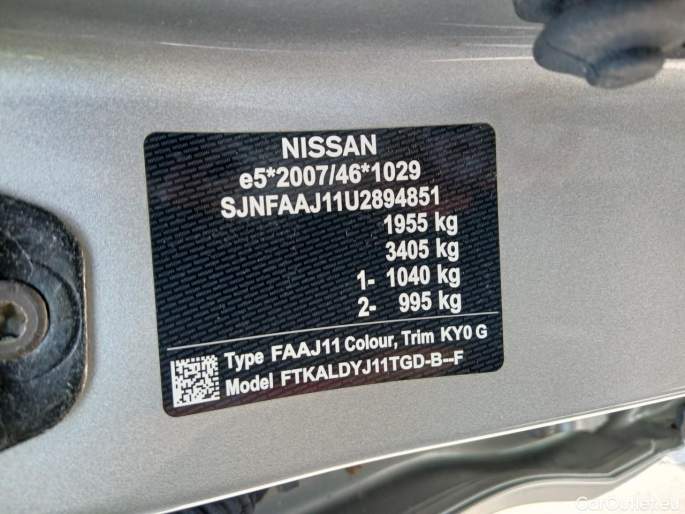 NISSAN
e5*2007/46*1029
SJNFAAJ11U2894851
1955 kg
3405 kg
1- 1040 kg
2- 995 kg
Type FAAJ11 Colour, Trim KY0 G
Model FTKALDYJ11TGD-B--F
CarOutlet.eu